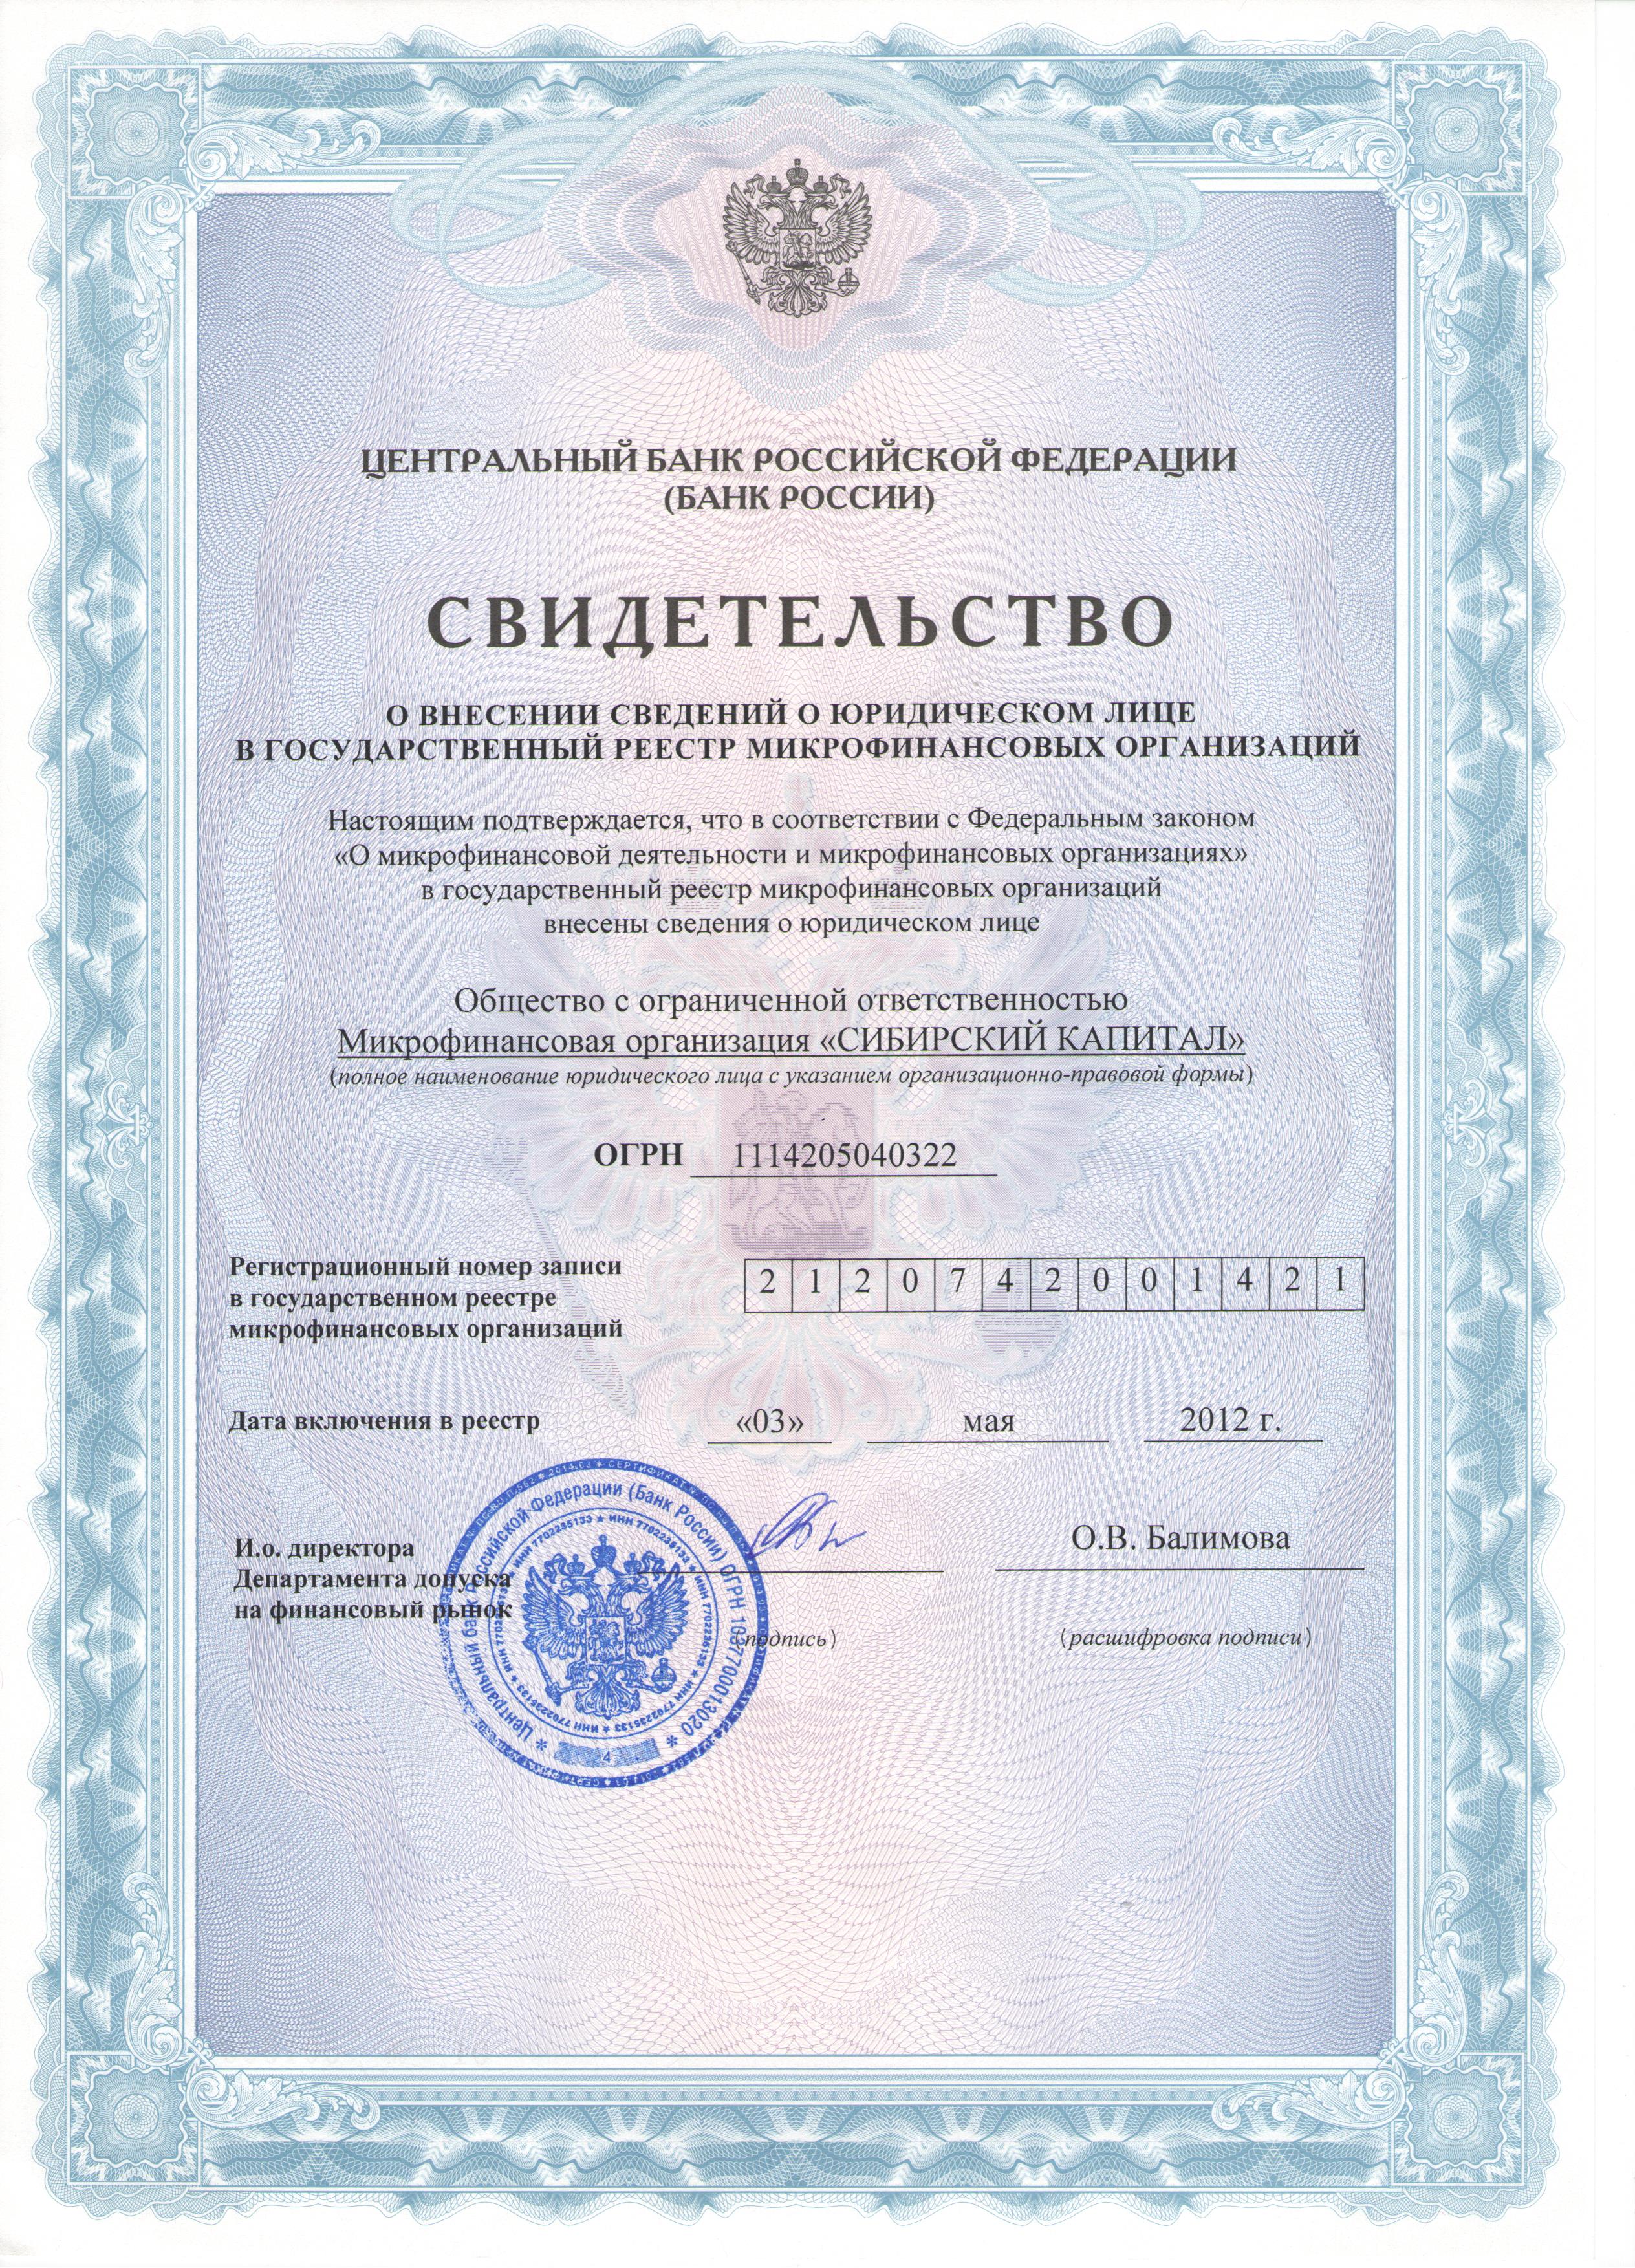 ЦЕНТРАЛЬНЫЙ БАНК РОССИЙСКОЙ ФЕДЕРАЦИИ
(БАНК РОССИИ)
СВИДЕТЕЛЬСТВО
О ВНЕСЕНИИ СВЕДЕНИЙ О ЮРИДИЧЕСКОМ ЛИЦЕ
В ГОСУДАРСТВЕННЫЙ РЕЕСТР МИКРОФИНАНСОВЫХ ОРГАНИЗАЦИЙ
Настоящим подтверждается, что в соответствии с Федеральным законом
«О микрофинансовой деятельности и микрофинансовых организациях»
в государственный реестр микрофинансовых организаций
внесены сведения о юридическом лице
Общество с ограниченной ответственностью
Микрофинансовая организация «СИБИРСКИЙ КАПИТАЛ»
(полное наименование юридического лица с указанием организационно-правовой формы)
ОГРН 1114205040322
Регистрационный номер записи
в государственном реестре
микрофинансовых организаций
2 1 2 0 7 4 2 0 0 1 4 2 1
Дата включения в реестр «03» мая 2012 г.
И.о. директора
Департамента допуска
на финансовый рынок
О.В. Балимова
(подпись) (расшифровка подписи)
Центральный банк Российской Федерации (Банк России) ОГРН 1037700013020
ИНН 7702235133
4